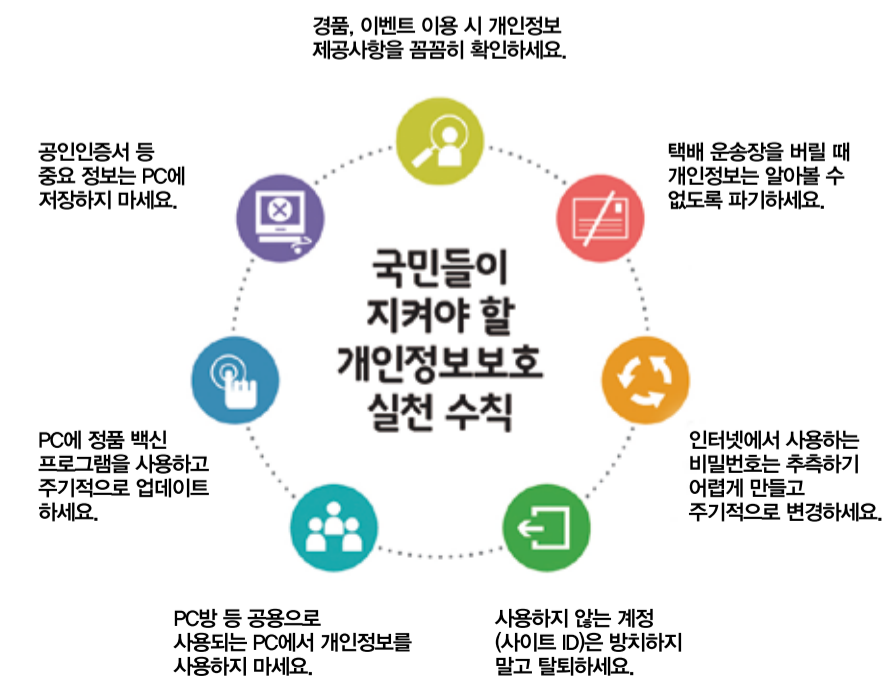 경품, 이벤트 이용 시 개인정보
제공사항을 꼼꼼히 확인하세요.
공인인증서 등
중요 정보는 PC에
저장하지 마세요.
택배 운송장을 버릴 때
개인정보는 알아볼 수
없도록 파기하세요.
국민들이
지켜야 할
개인정보보호
실천 수칙
PC에 정품 백신
프로그램을 사용하고
주기적으로 업데이트
하세요.
인터넷에서 사용하는
비밀번호는 추측하기
어렵게 만들고
주기적으로 변경하세요.
PC방 등 공용으로
사용되는 PC에서 개인정보를
사용하지 마세요.
사용하지 않는 계정
(사이트 ID)은 방치하지
말고 탈퇴하세요.